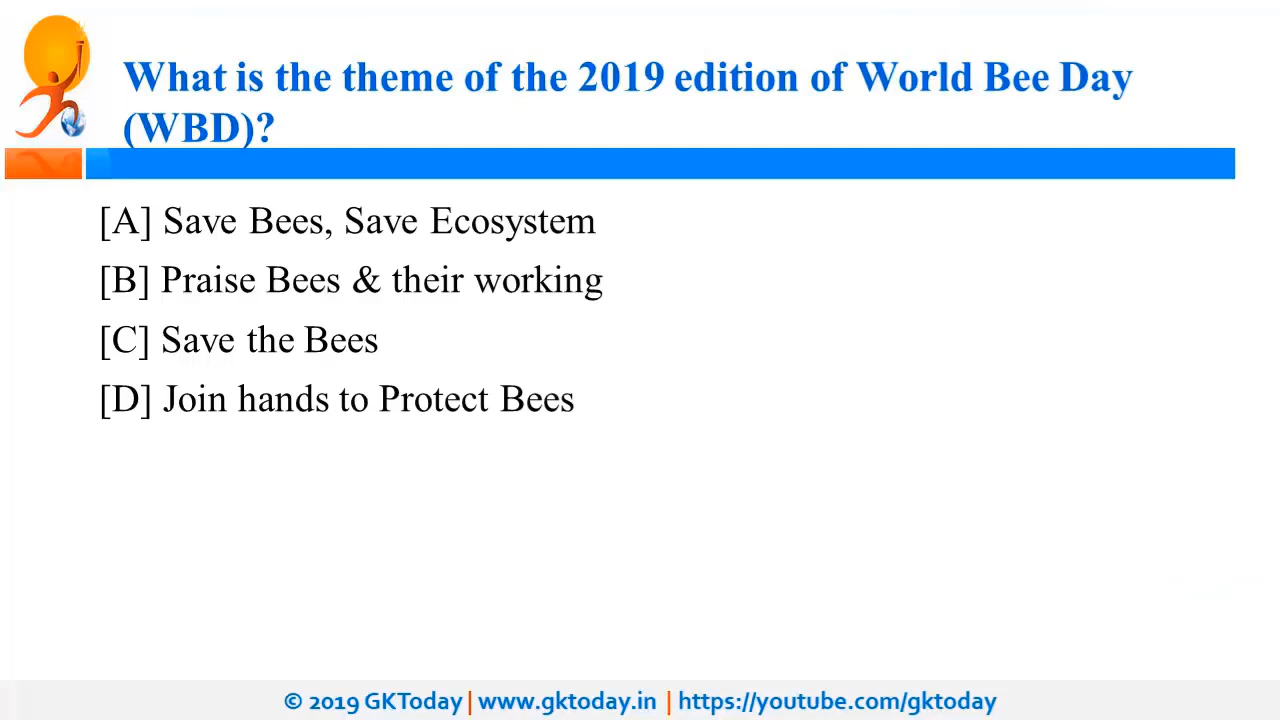 What is the theme of the 2019 edition of World Bee Day
(WBD)?
[A] Save Bees, Save Ecosystem
[B] Praise Bees & their working
[C] Save the Bees
[D] Join hands to Protect Bees
© 2019 GKToday | www.gktoday.in | https://youtube.com/gktoday